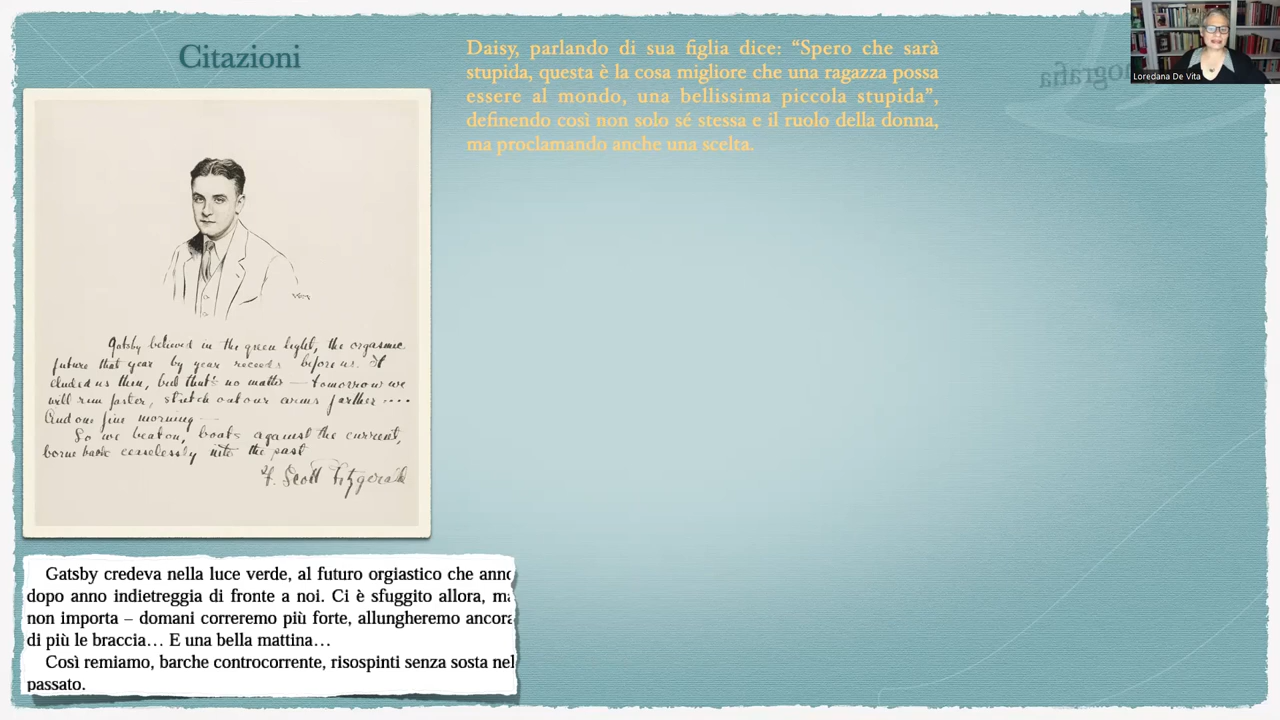 Citazioni
Daisy, parlando di sua figlia dice: “Spero che sarà
stupida, questa è la cosa migliore che una ragazza possa
essere al mondo, una bellissima piccola stupida”,
definendo così non solo sé stessa e il ruolo della donna,
ma proclamando anche una scelta.
Loredana De Vita
Gatsby believed in the green light, the orgasmic
future that year by year recedes before us. It
eluded us then, but that's no matter — tomorrow we
will run faster, stretch out our arms farther ....
And one fine morning —
So we beat on, boats against the current,
borne back ceaselessly into the past
F. Scott Fitzgerald
Gatsby credeva nella luce verde, al futuro orgiastico che anno
dopo anno indietreggia di fronte a noi. Ci è sfuggito allora, ma
non importa – domani correremo più forte, allungheremo ancora
di più le braccia… E una bella mattina…
Così remiamo, barche controcorrente, risospinti senza sosta nel
passato.